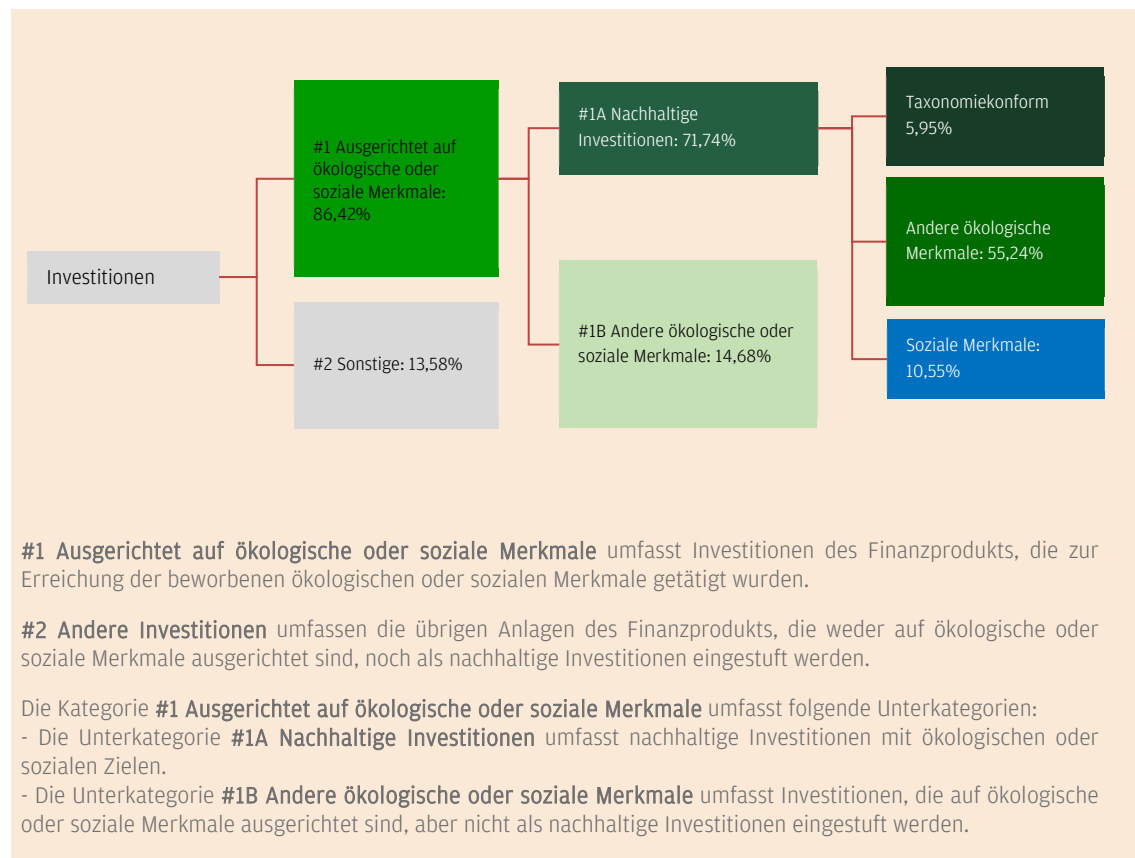 Investitionen
#1 Ausgerichtet auf
ökologische oder
soziale Merkmale:
86,42%
#2 Sonstige: 13,58%
#1A Nachhaltige
Investitionen: 71,74%
#1B Andere ökologische oder
soziale Merkmale: 14,68%
Taxonomiekonform
5,95%
Andere ökologische
Merkmale: 55,24%
Soziale Merkmale:
10,55%
#1 Ausgerichtet auf ökologische oder soziale Merkmale umfasst Investitionen des Finanzprodukts, die zur
Erreichung der beworbenen ökologischen oder sozialen Merkmale getätigt wurden.
#2 Andere Investitionen umfassen die übrigen Anlagen des Finanzprodukts, die weder auf ökologische oder
soziale Merkmale ausgerichtet sind, noch als nachhaltige Investitionen eingestuft werden.
Die Kategorie #1 Ausgerichtet auf ökologische oder soziale Merkmale umfasst folgende Unterkategorien:
- Die Unterkategorie #1A Nachhaltige Investitionen umfasst nachhaltige Investitionen mit ökologischen oder
sozialen Zielen.
- Die Unterkategorie #1B Andere ökologische oder soziale Merkmale umfasst Investitionen, die auf ökologische
oder soziale Merkmale ausgerichtet sind, aber nicht als nachhaltige Investitionen eingestuft werden.